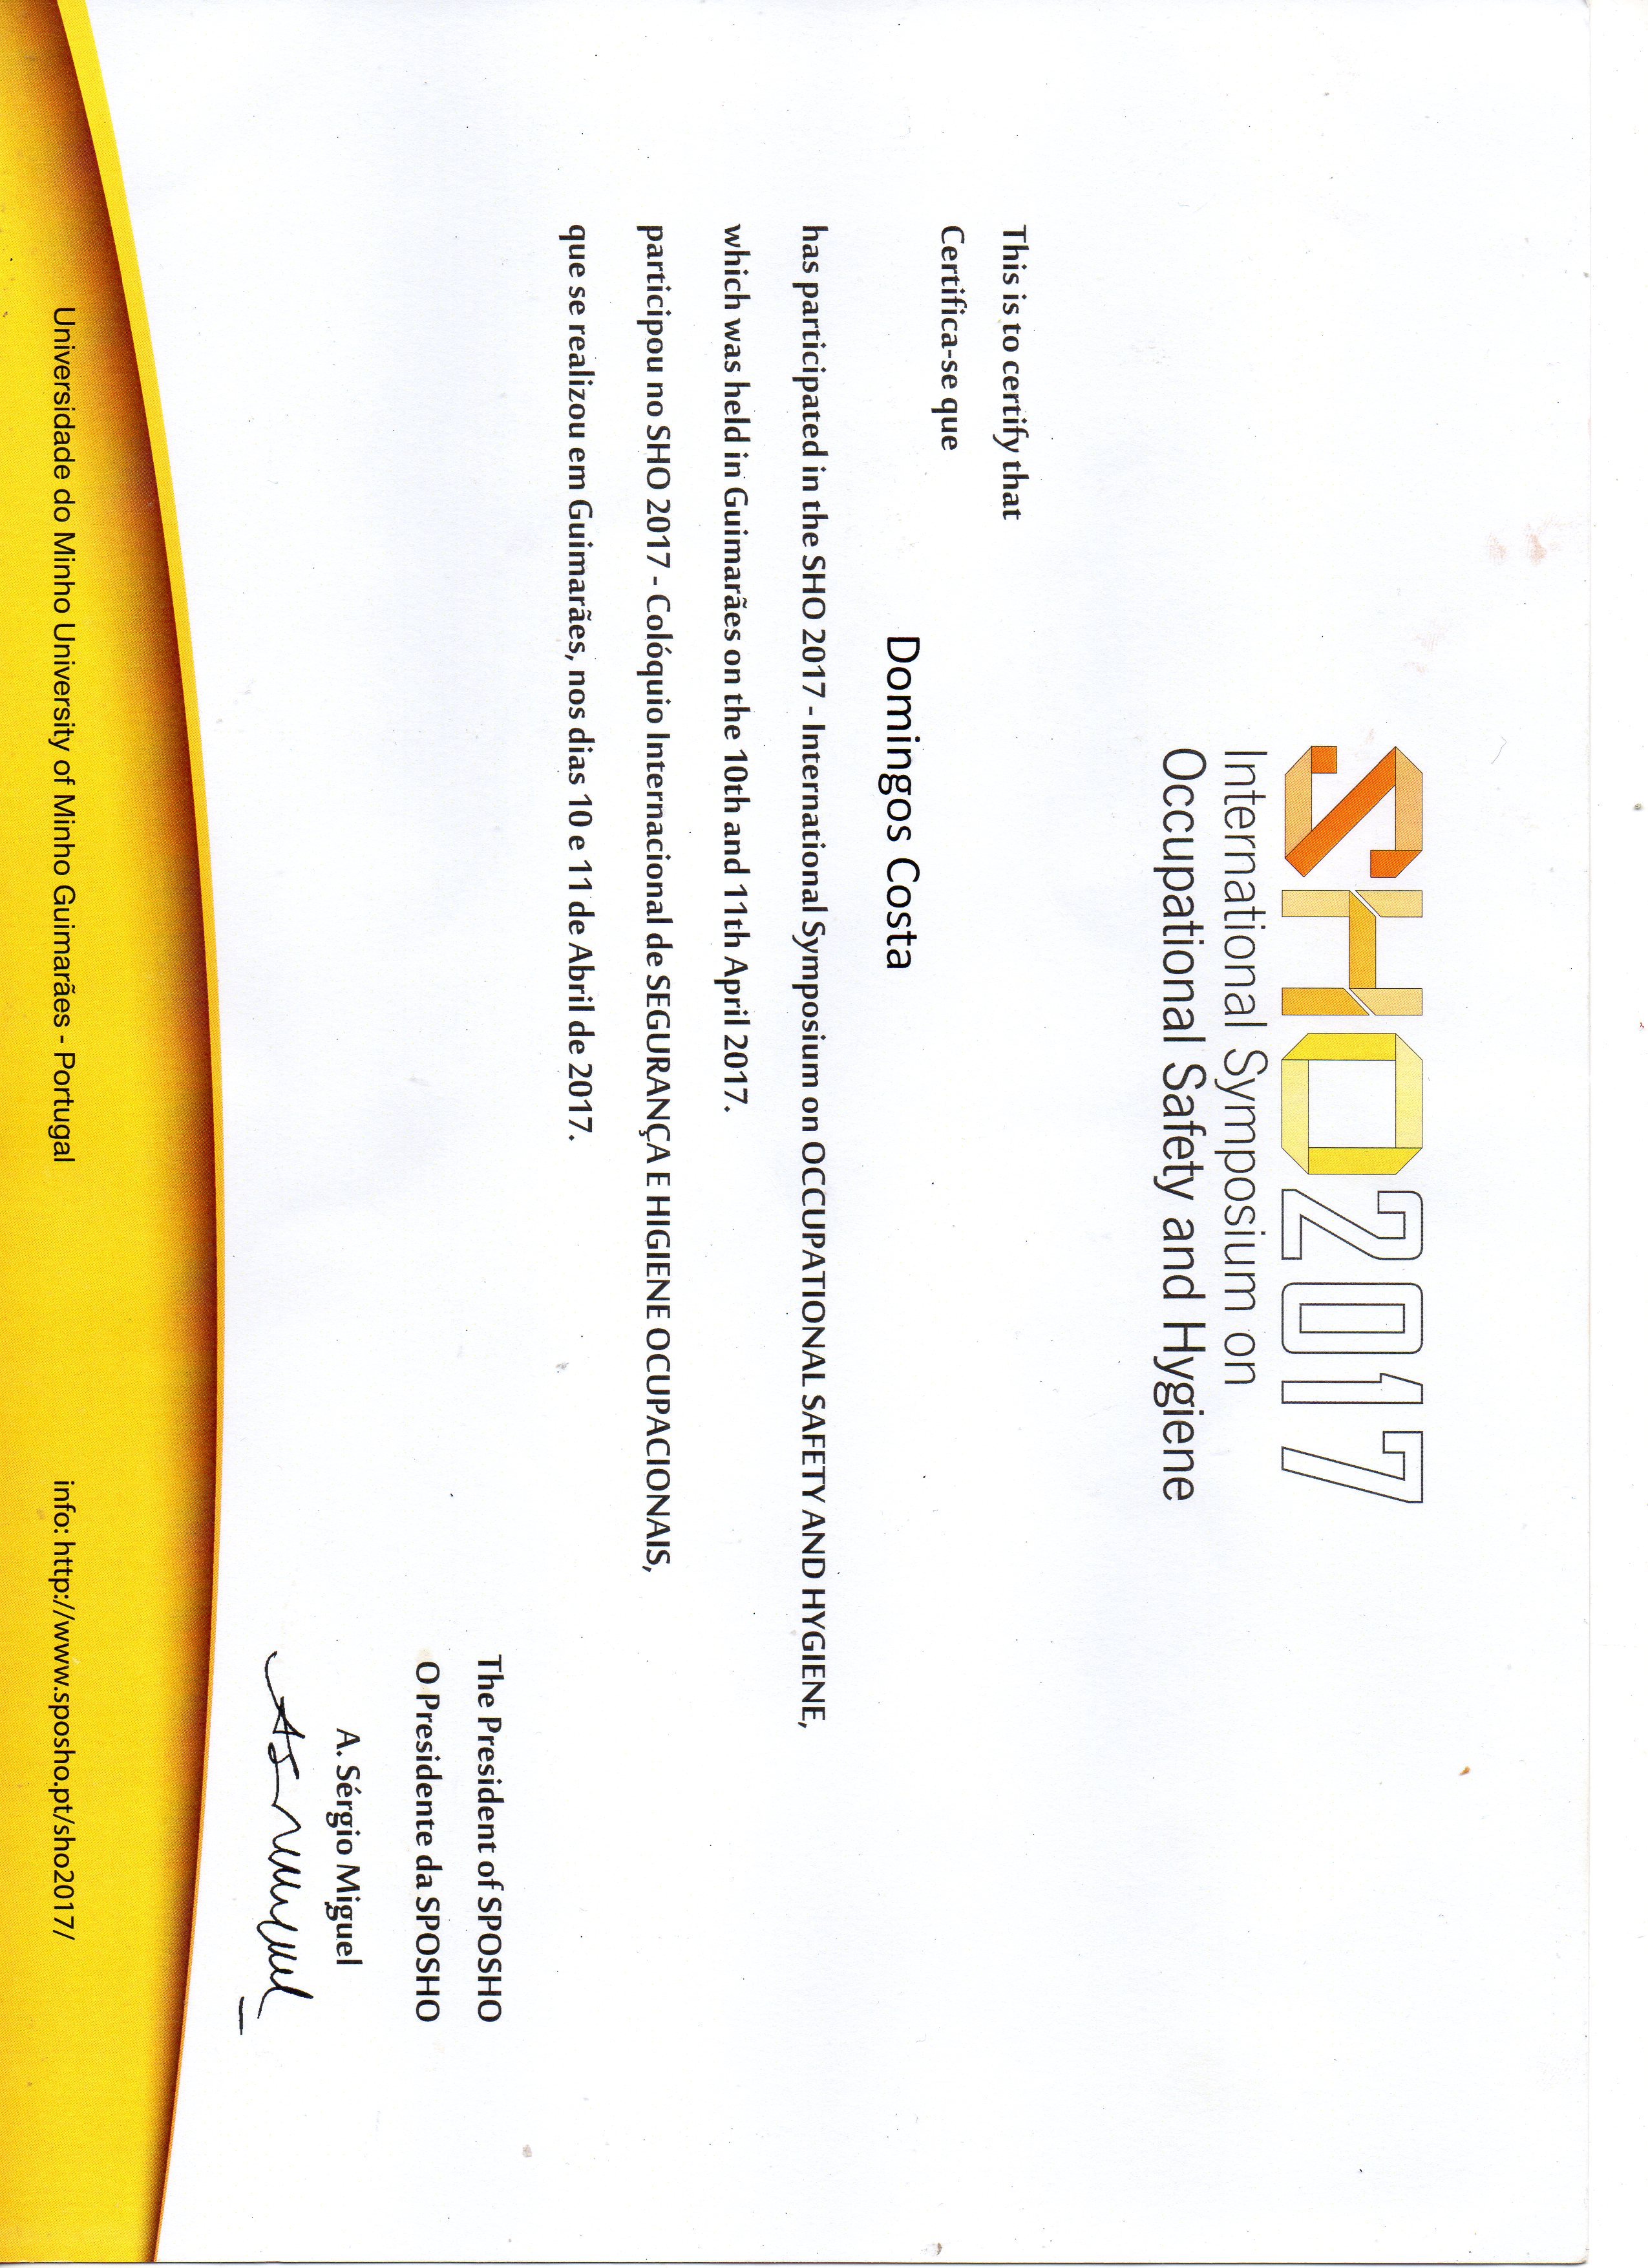 SHO2017
International Symposium on
Occupational Safety and Hygiene
This is to certify that
Certifica-se que
Domingos Costa
has participated in the SHO 2017 - International Symposium on OCCUPATIONAL SAFETY AND HYGIENE,
which was held in Guimarães on the 10th and 11th April 2017.
participou no SHO 2017 - Colóquio Internacional de SEGURANÇA E HIGIENE OCUPACIONAIS,
que se realizou em Guimarães, nos dias 10 e 11 de Abril de 2017.
The President of SPOSHO
O Presidente da SPOSHO
A. Sérgio Miguel
Universidade do Minho University of Minho Guimarães - Portugal
info: http://www.sposho.pt/sho2017/